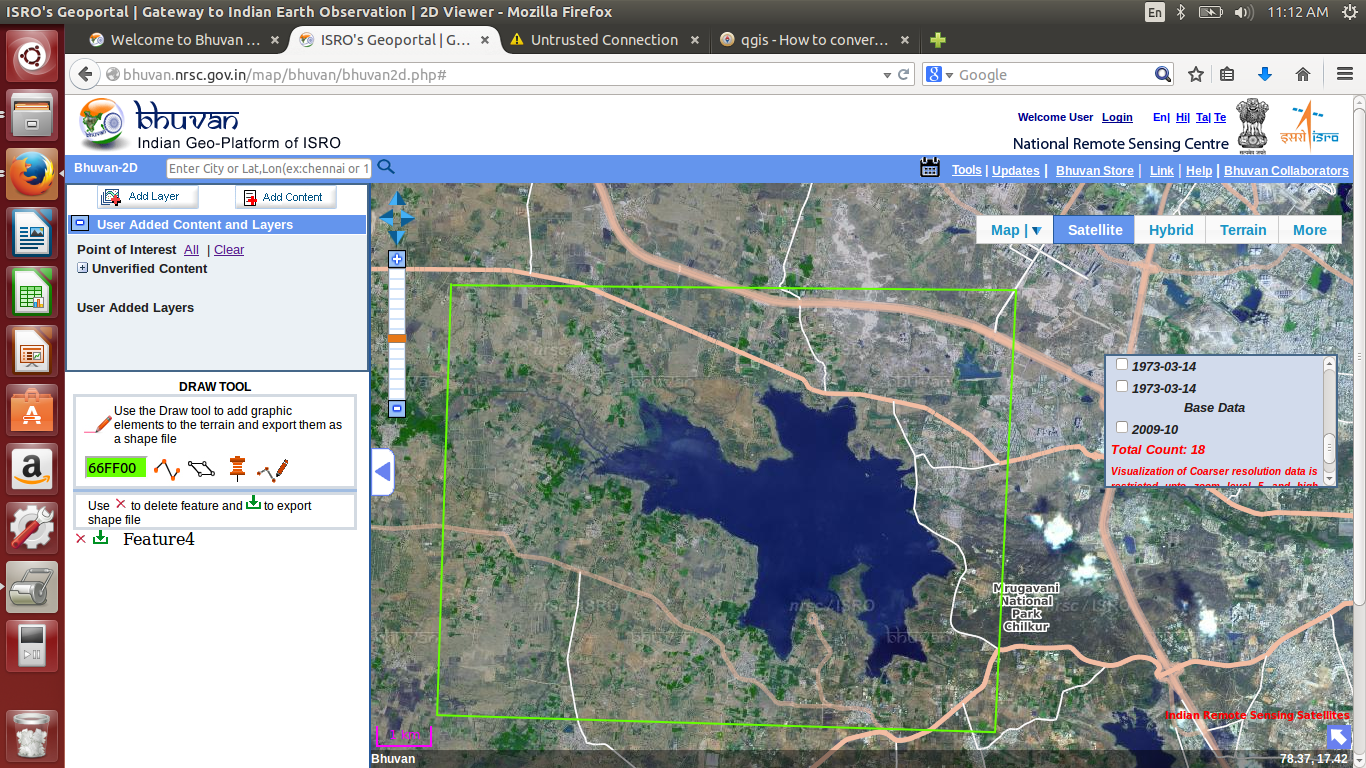 ISRO's Geoportal | Gateway to Indian Earth Observation | 2D Viewer - Mozilla Firefox
En
11:12 AM
Welcome to Bhuvan ...
ISRO's Geoportal | G...
Untrusted Connection
qgis - How to conver...
bhuvan.nrsc.gov.in/map/bhuvan/bhuvan2d.php#
Google
bhuvan
Indian Geo-Platform of ISRO
Welcome User Login En| Hi| Ta| Te
National Remote Sensing Centre
इसरो isro
Bhuvan-2D
Enter City or Lat,Lon(ex:chennai or 1
Tools | Updates | Bhuvan Store | Link | Help | Bhuvan Collaborators
Add Layer
Add Content
User Added Content and Layers
Point of Interest All | Clear
Unverified Content
User Added Layers
DRAW TOOL
Use the Draw tool to add graphic
elements to the terrain and export them as
a shape file
66FF00
Use to delete feature and to export
shape file
Feature4
Map | Satellite Hybrid Terrain More
1973-03-14
1973-03-14
Base Data
2009-10
Total Count: 18
Visualization of Coarser resolution data is
restricted upto zoom level 5 and high
Mrugavani
National
Park
Chilkur
nrsc / ISRO
nrsc / ISRO
bhuvan
bhuvan
Indian Remote Sensing Satellites
1 km
Bhuvan
78.37, 17.42